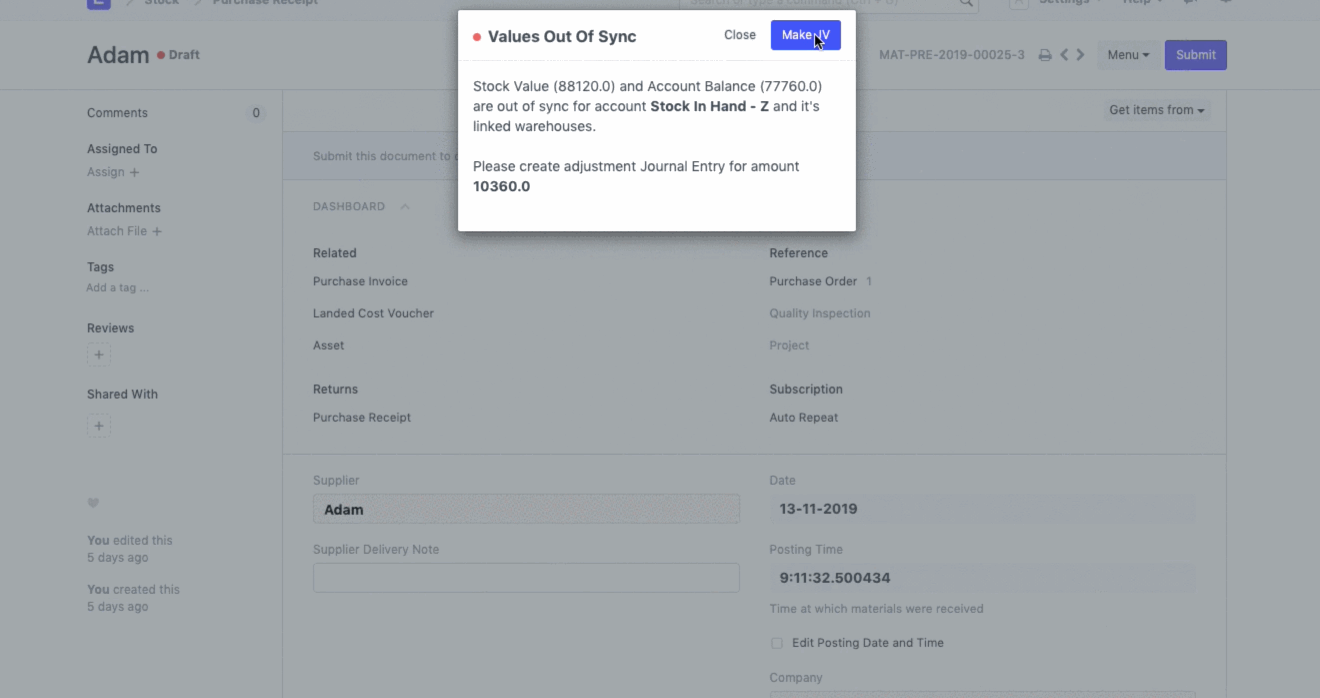 Stock
Purchase Receipt
Search or type a command (Ctrl + G)
Settings
Help
Adam
Draft
Values Out Of Sync
Close
Make JV
MAT-PRE-2019-00025-3
Menu
Submit
Stock Value (88120.0) and Account Balance (77760.0)
are out of sync for account Stock In Hand - Z and it's
linked warehouses.
Please create adjustment Journal Entry for amount
10360.0
Comments
0
Assigned To
Assign +
Attachments
Attach File +
Tags
Add a tag ...
Reviews
+
Shared With
+
You edited this
5 days ago
You created this
5 days ago
Get items from
Submit this document to
DASHBOARD
Related
Purchase Invoice
Landed Cost Voucher
Asset
Returns
Purchase Receipt
Reference
Purchase Order 1
Quality Inspection
Project
Subscription
Auto Repeat
Supplier
Adam
Supplier Delivery Note
Date
13-11-2019
Posting Time
9:11:32.500434
Time at which materials were received
Edit Posting Date and Time
Company